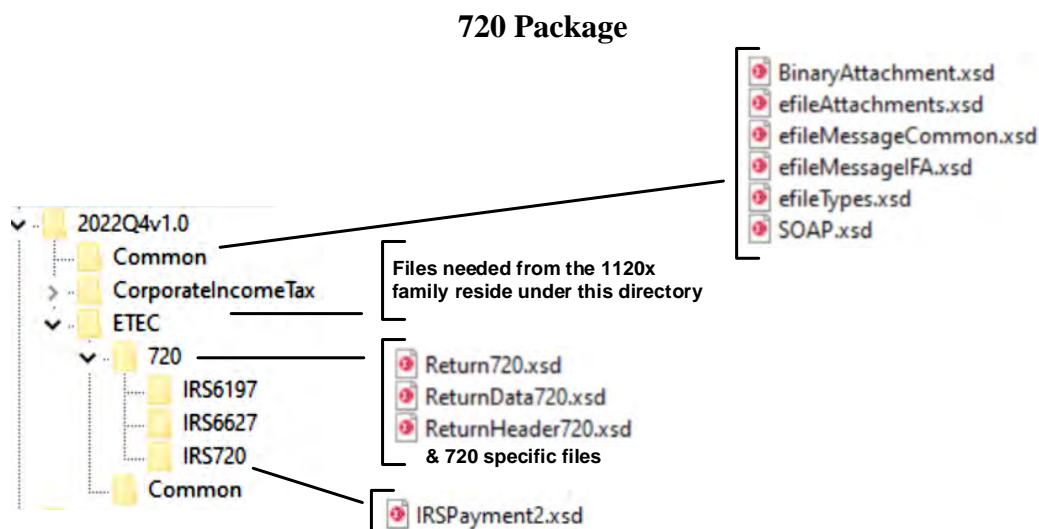 720 Package
BinaryAttachment.xsd
efileAttachments.xsd
efileMessageCommon.xsd
efileMessageIFA.xsd
efileTypes.xsd
SOAP.xsd
2022Q4v1.0
Common
CorporateIncomeTax
ETEC
720
IRS6197
IRS6627
IRS720
Common
Files needed from the 1120x
family reside under this directory
Return720.xsd
ReturnData720.xsd
ReturnHeader720.xsd
& 720 specific files
IRSPayment2.xsd